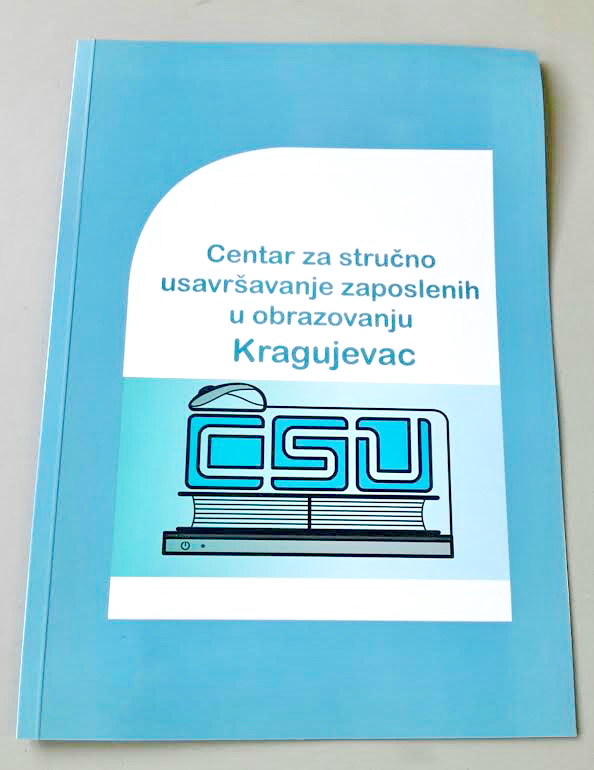 Centar za stručno
usavršavanje zaposlenih
u obrazovanju
Kragujevac
CSU